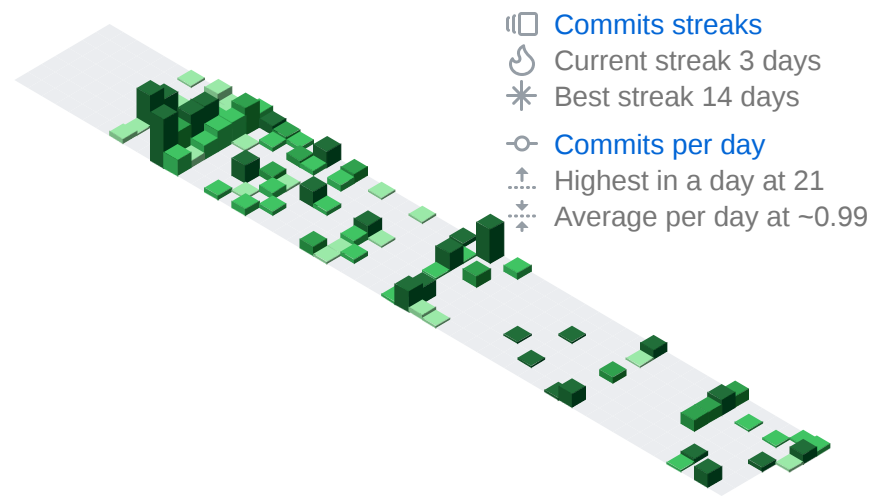 Commits streaks
Current streak 3 days
Best streak 14 days
Commits per day
Highest in a day at 21
Average per day at ~0.99